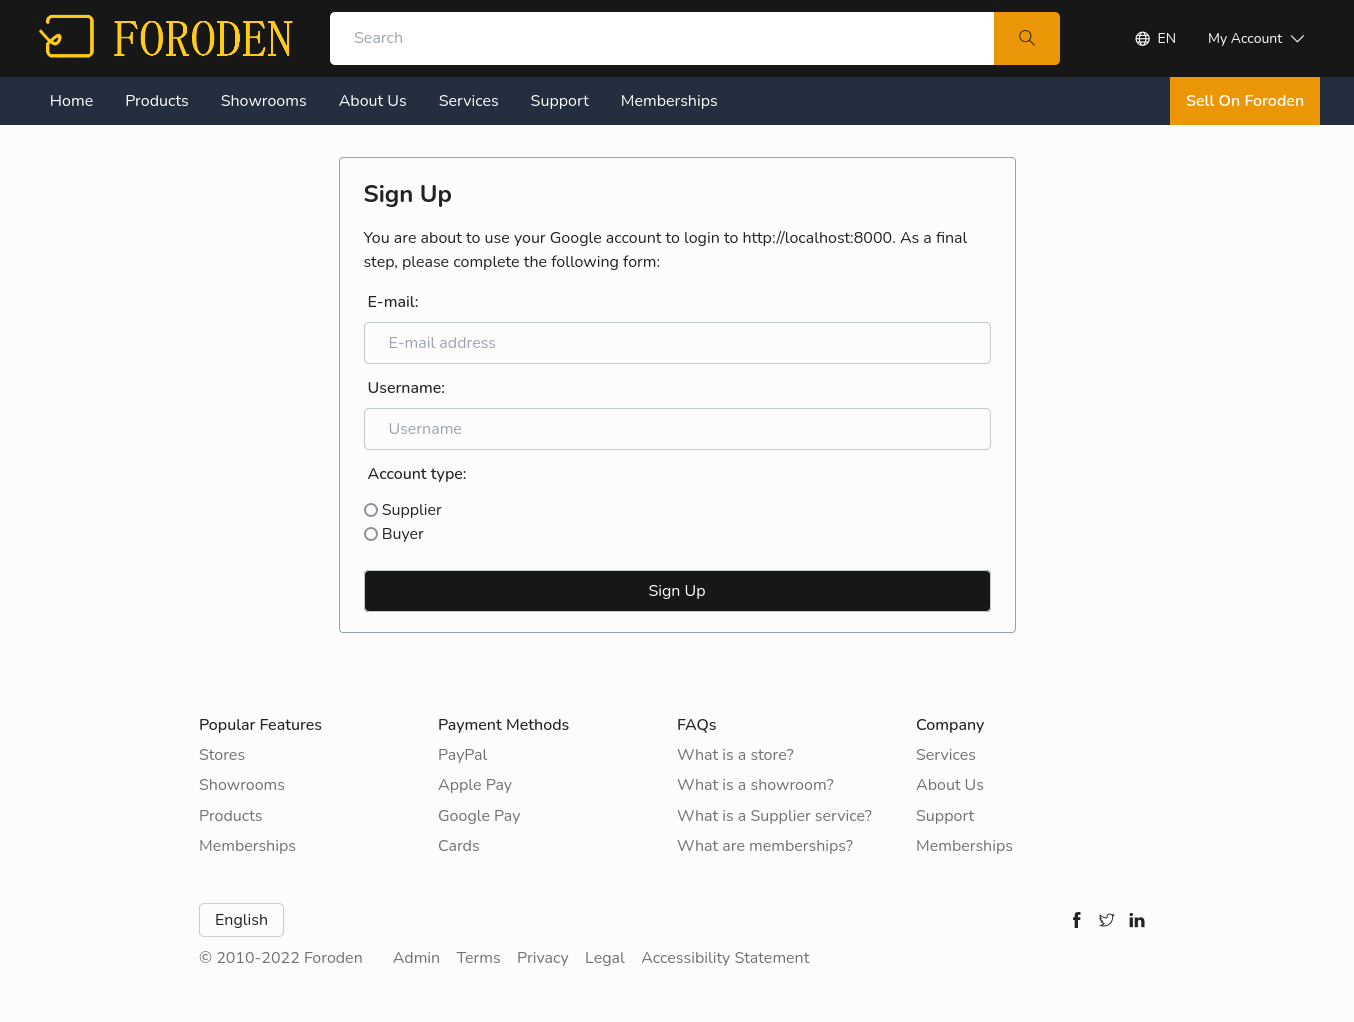 FORODEN
Search
EN
My Account
Home Products Showrooms About Us Services Support Memberships
Sell On Foroden
Sign Up
You are about to use your Google account to login to http://localhost:8000. As a final
step, please complete the following form:
E-mail:
E-mail address
Username:
Username
Account type:
Supplier
Buyer
Sign Up
Popular Features
Stores
Showrooms
Products
Memberships
Payment Methods
PayPal
Apple Pay
Google Pay
Cards
FAQs
What is a store?
What is a showroom?
What is a Supplier service?
What are memberships?
Company
Services
About Us
Support
Memberships
English
© 2010-2022 Foroden Admin Terms Privacy Legal Accessibility Statement